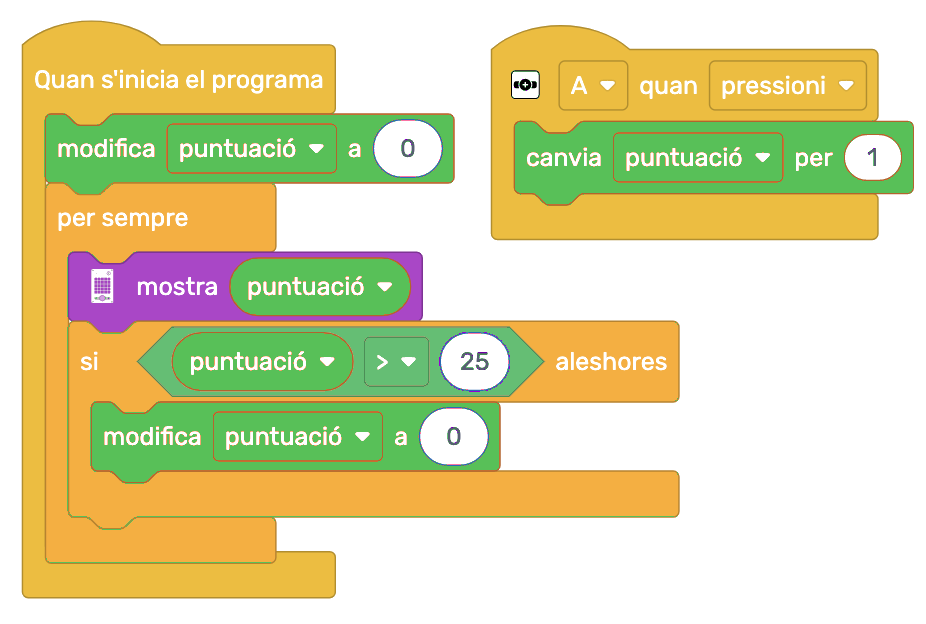 Quan s'inicia el programa
modifica puntuació a 0
per sempre
mostra puntuació
si puntuació > 25 aleshores
modifica puntuació a 0
A quan pressioni
canvia puntuació per 1